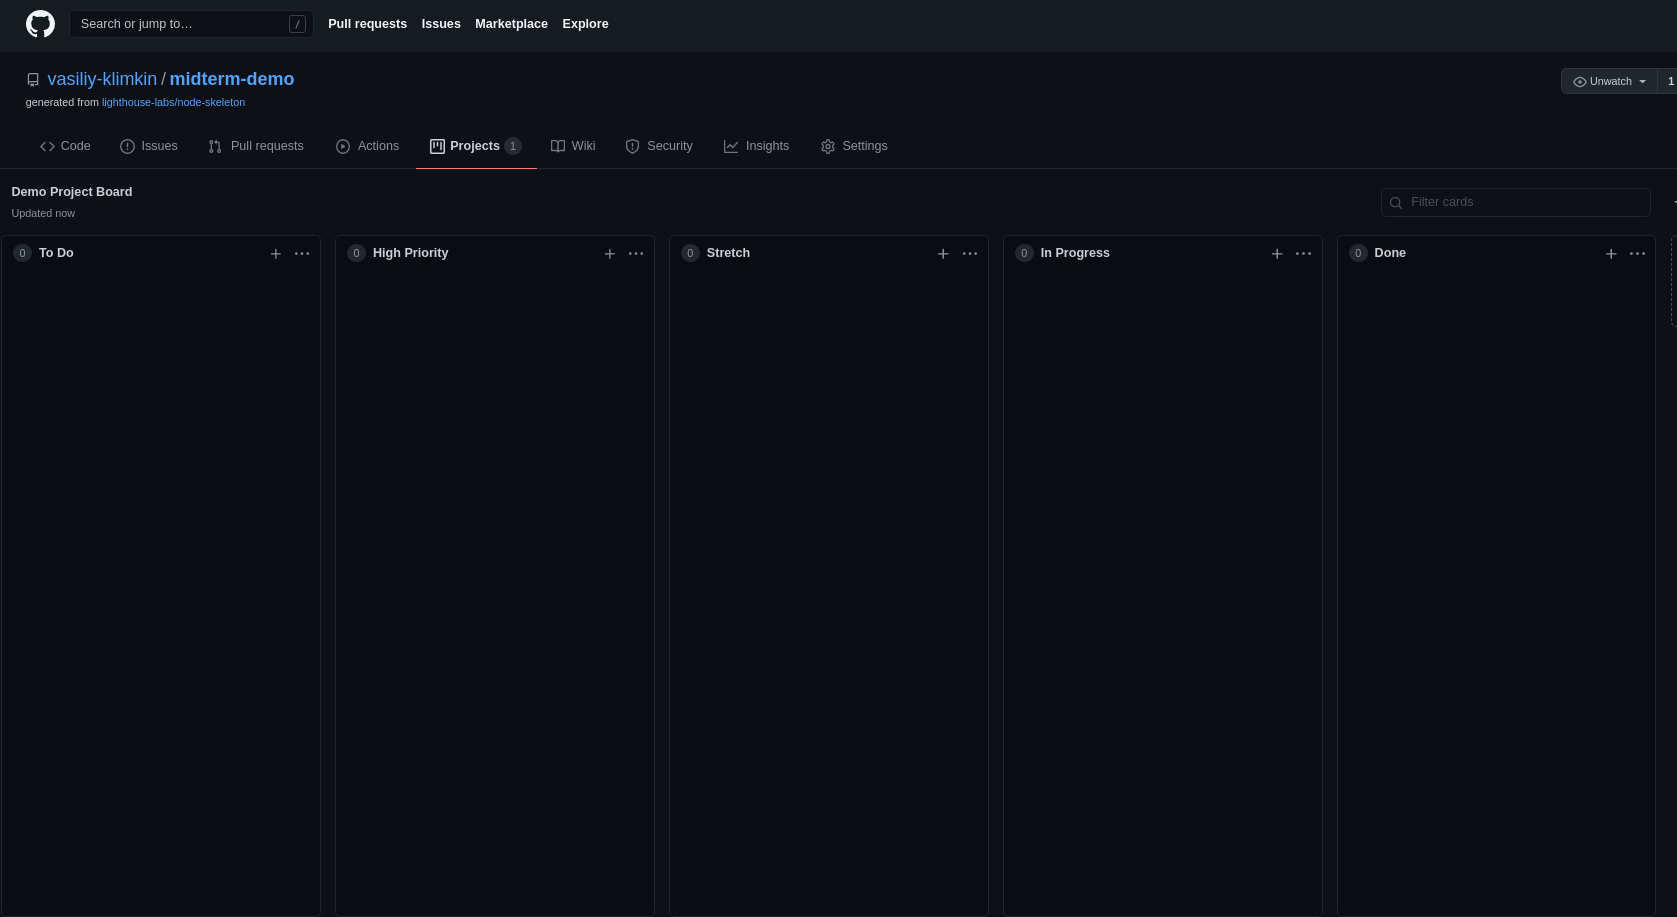 Search or jump to… / Pull requests Issues Marketplace Explore
vasiliy-klimkin / midterm-demo
Unwatch 1
generated from lighthouse-labs/node-skeleton
Code Issues Pull requests Actions Projects 1 Wiki Security Insights Settings
Demo Project Board
Filter cards
Updated now
0 To Do 0 High Priority 0 Stretch 0 In Progress 0 Done